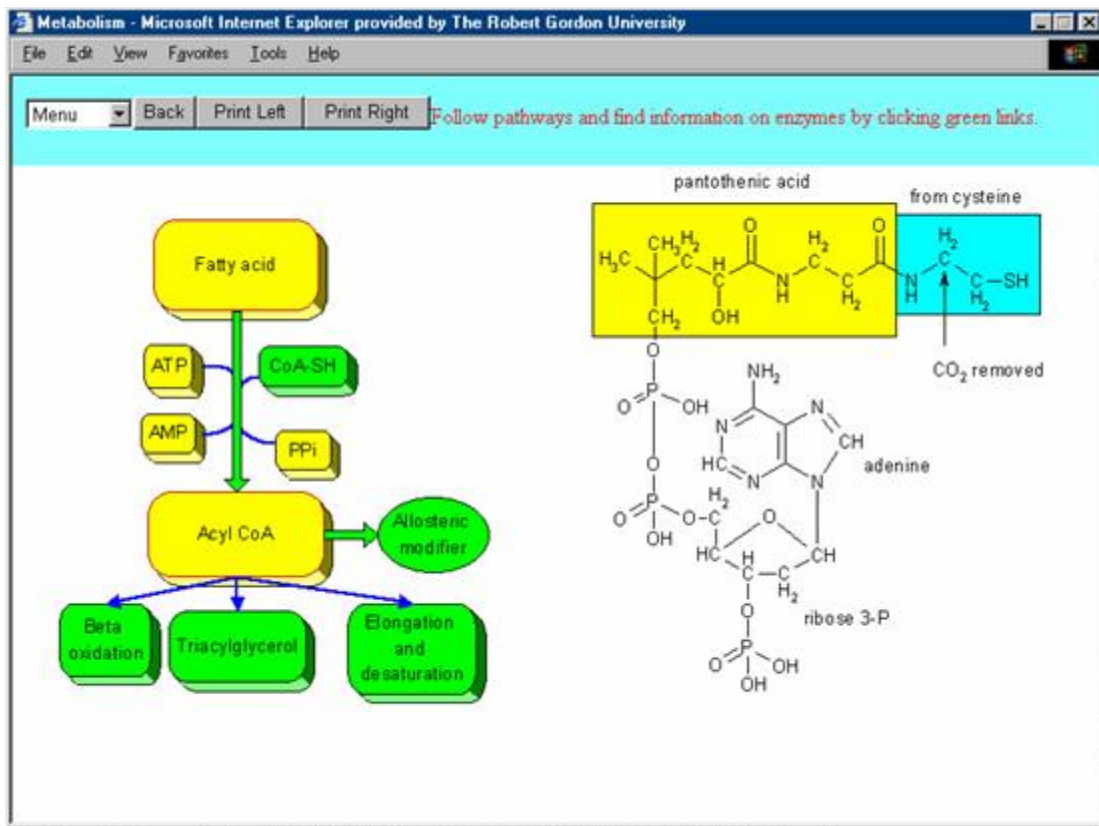 Metabolism - Microsoft Internet Explorer provided by The Robert Gordon University
File Edit View Favorites Tools Help
Menu Back Print Left Print Right Follow pathways and find information on enzymes by clicking green links.
Fatty acid
ATP
CoA-SH
AMP
PPi
Acyl CoA
Allosteric
modifier
Beta
oxidation
Triacylglycerol
Elongation
and
desaturation
pantothenic acid
from cysteine
H₃C
CH₃
H₂
C
O
H₂
C
O
H₂
C
C
H
N
H
C
H₂
N
H
C
H₂
SH
CH₂
OH
O
CO₂ removed
O
P
OH
NH₂
N
N
HC
N
CH
N
adenine
O
O
P
O
OH
H₂
C
O
HC
H
C
C
H₂
CH
O
ribose 3-P
O
P
OH
OH